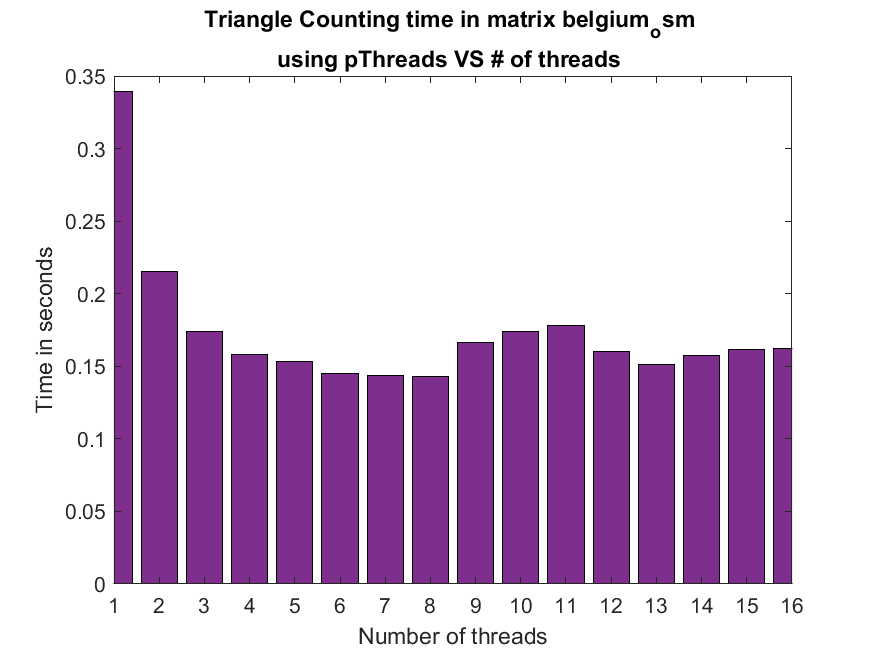 Triangle Counting time in matrix belgium_osm
using pThreads VS # of threads
0.35
0.3
0.25
0.2
0.15
0.1
0.05
0
Time in seconds
1 2 3 4 5 6 7 8 9 10 11 12 13 14 15 16
Number of threads